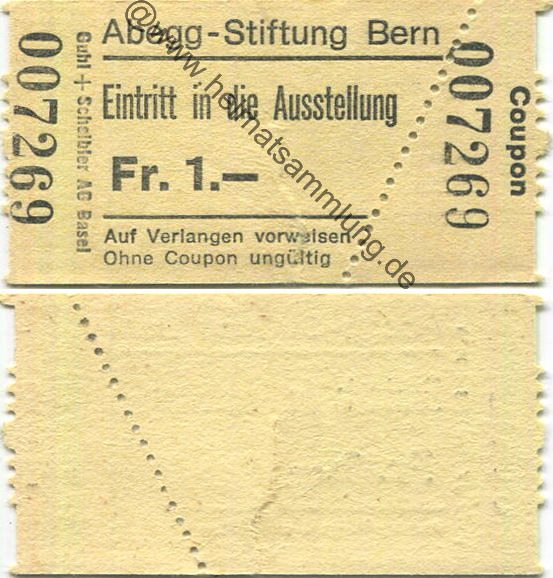 007269
Guhl + Scheibler AG Basel
Abegg-Stiftung Bern
Eintritt in die Ausstellung
Fr. 1.—
Auf Verlangen vorweisen
Ohne Coupon ungültig
007269
Coupon
@www.heimatsammlung.de